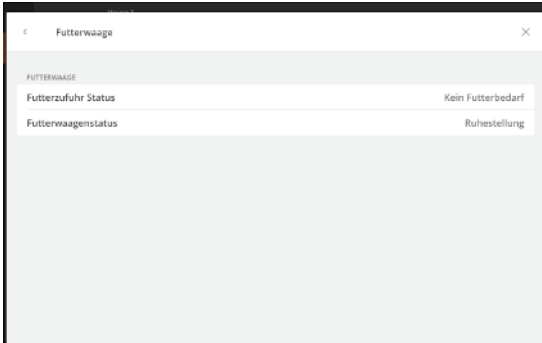 Futterwaage
FUTTERWAAGE
Futterzufuhr Status Kein Futterbedarf
Futterwaagenstatus Ruhestellung